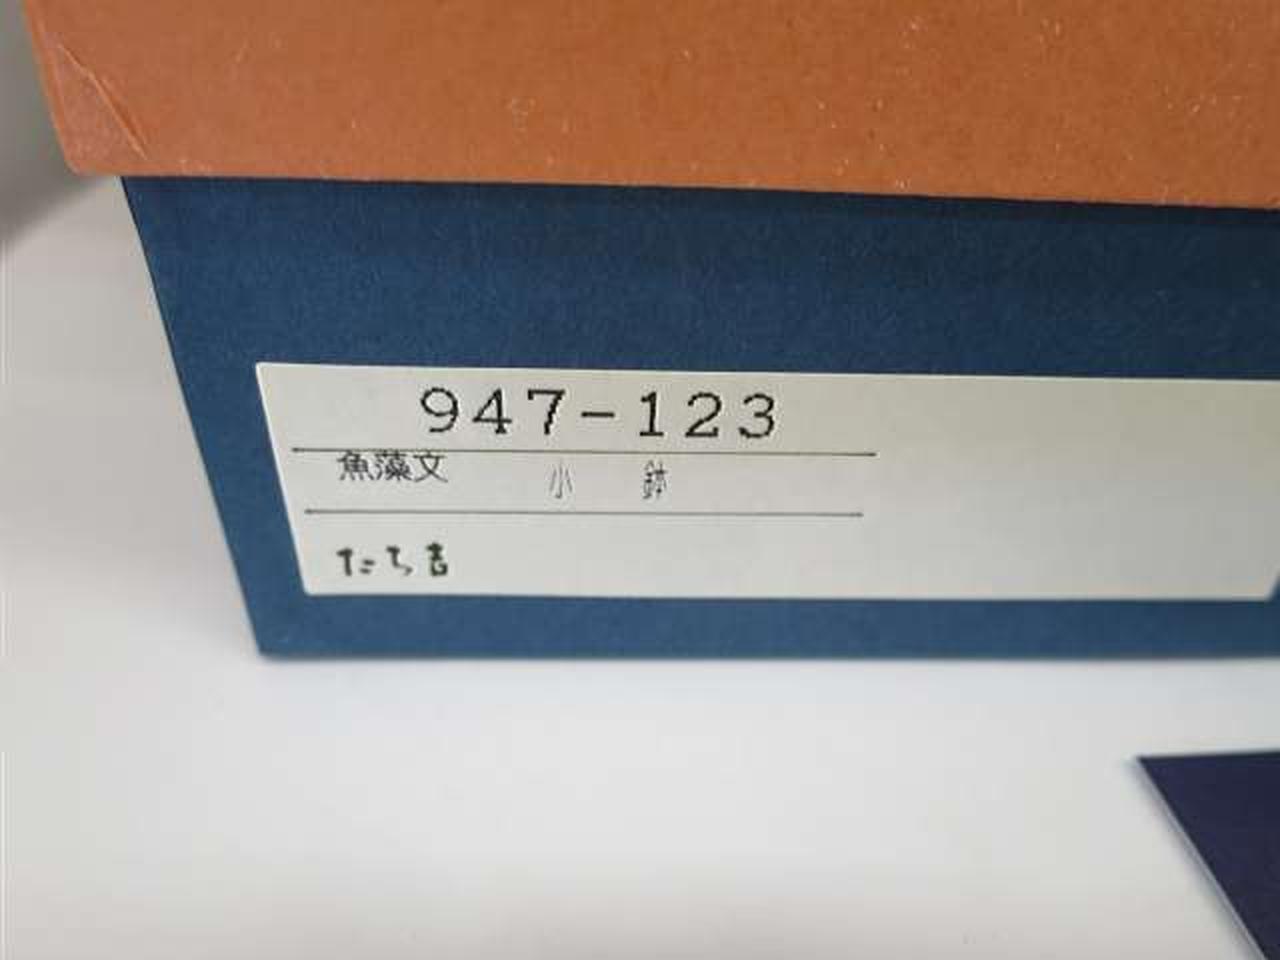 947-123
魚藻文 小 鉢
たち吉